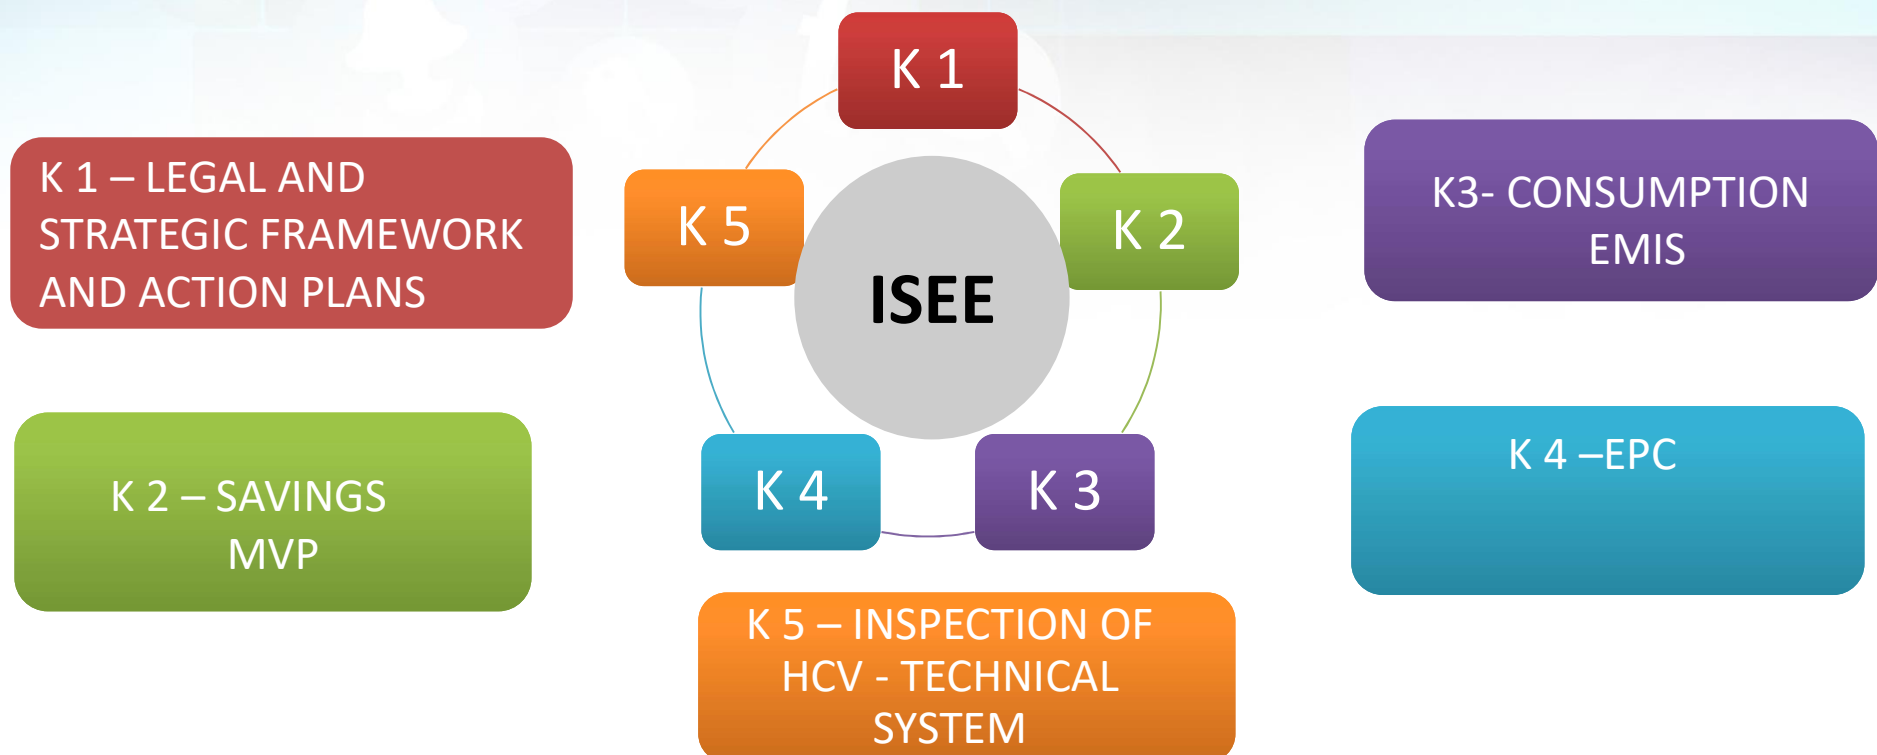 K 1
K 1 – LEGAL AND
STRATEGIC FRAMEWORK
AND ACTION PLANS
K 5
K 2
ISEE
K3- CONSUMPTION
EMIS
K 2 – SAVINGS
MVP
K 4
K 3
K 4 –EPC
K 5 – INSPECTION OF
HCV - TECHNICAL
SYSTEM